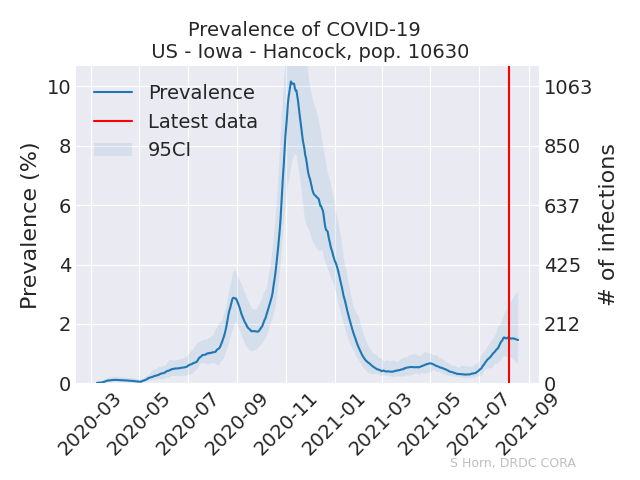 Prevalence of COVID-19
US - Iowa - Hancock, pop. 10630
Prevalence
Latest data
95CI
Prevalence (%)
10
8
6
4
2
0
# of infections
1063
850
637
425
212
0
2020-03
2020-05
2020-07
2020-09
2020-11
2021-01
2021-03
2021-05
2021-07
2021-09
S Horn, DRDC CORA